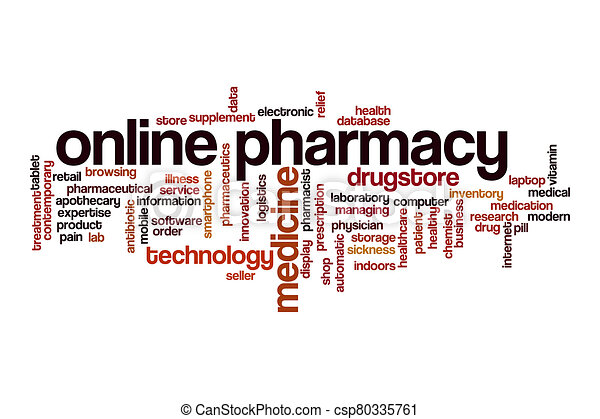 data
electronic
relief
health
store
supplement
database
online pharmacy
tablet
contemporary
treatment
retail
browsing
illness
smartphone
pharmaceutics
innovation
logistics
medicine
pharmacist
prescription
drugstore
laptop
vitamin
pharmaceutical
service
laboratory
computer
inventory
medical
apothecary
antibiotic
mobile
information
managing
healthcare
patient
healthy
chemist
business
medication
expertise
software
physician
research
modern
product
order
storage
drug
internet
pill
pain
lab
technology
display
shop
automatic
sickness
seller
indoors
© Can Stock Photo - csp80335761